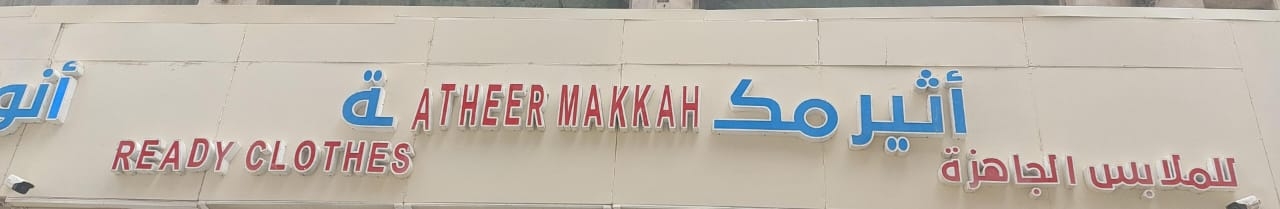 أثير مكة
ATHEER MAKKAH
للملابس الجاهزة
READY CLOTHES